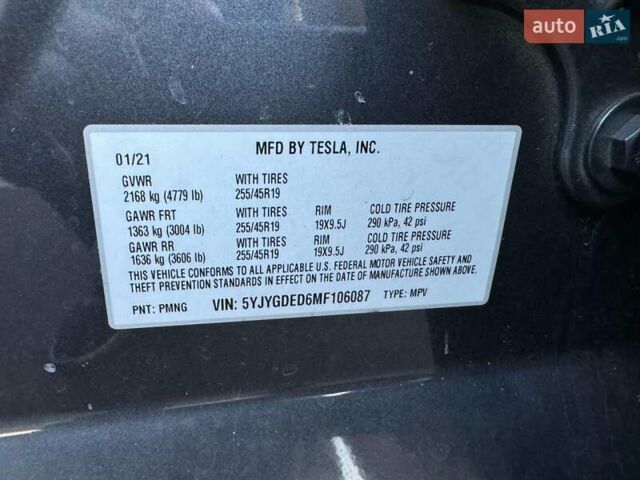 auto RIA.com
MFD BY TESLA, INC.
01/21
GVWR WITH TIRES
2168 kg (4779 lb) 255/45R19
GAWR FRT WITH TIRES RIM COLD TIRE PRESSURE
1363 kg (3004 lb) 255/45R19 19X9.5J 290 kPa, 42 psi
GAWR RR WITH TIRES RIM COLD TIRE PRESSURE
1636 kg (3606 lb) 255/45R19 19X9.5J 290 kPa, 42 psi
THIS VEHICLE CONFORMS TO ALL APPLICABLE U.S. FEDERAL MOTOR VEHICLE SAFETY AND
THEFT PREVENTION STANDARDS IN EFFECT ON THE DATE OF MANUFACTURE SHOWN ABOVE.
PNT: PMNG VIN: 5YJYGDED6MF106087 TYPE: MPV